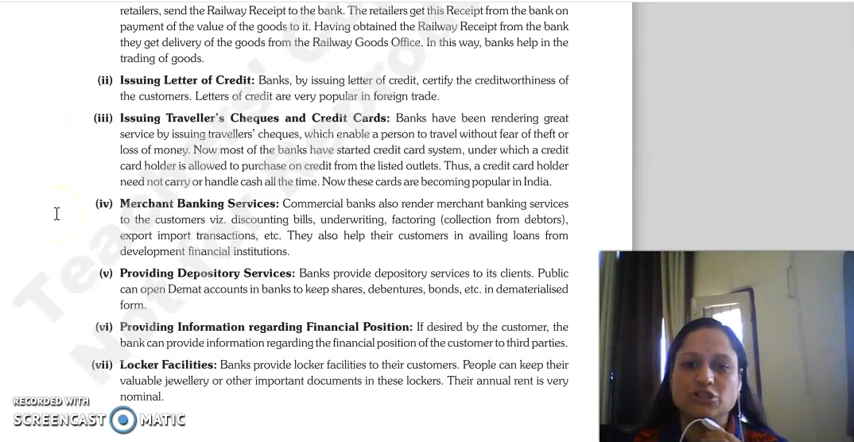 retailers, send the Railway Receipt to the bank. The retailers get this Receipt from the bank on
payment of the value of the goods to it. Having obtained the Railway Receipt from the bank
they get delivery of the goods from the Railway Goods Office. In this way, banks help in the
trading of goods.
(ii) Issuing Letter of Credit: Banks, by issuing letter of credit, certify the creditworthiness of
the customers. Letters of credit are very popular in foreign trade.
(iii) Issuing Traveller's Cheques and Credit Cards: Banks have been rendering great
service by issuing travellers' cheques, which enable a person to travel without fear of theft or
loss of money. Now most of the banks have started credit card system, under which a credit
card holder is allowed to purchase on credit from the listed outlets. Thus, a credit card holder
need not carry or handle cash all the time. Now these cards are becoming popular in India.
(iv) Merchant Banking Services: Commercial banks also render merchant banking services
to the customers viz. discounting bills, underwriting, factoring (collection from debtors),
export import transactions, etc. They also help their customers in availing loans from
development financial institutions.
(v) Providing Depository Services: Banks provide depository services to its clients. Public
can open Demat accounts in banks to keep shares, debentures, bonds, etc. in dematerialised
form.
(vi) Providing Information regarding Financial Position: If desired by the customer, the
bank can provide information regarding the financial position of the customer to third parties.
(vii) Locker Facilities: Banks provide locker facilities to their customers. People can keep their
valuable jewellery or other important documents in these lockers. Their annual rent is very
nominal.
RECORDED WITH
SCREENCAST MATIC